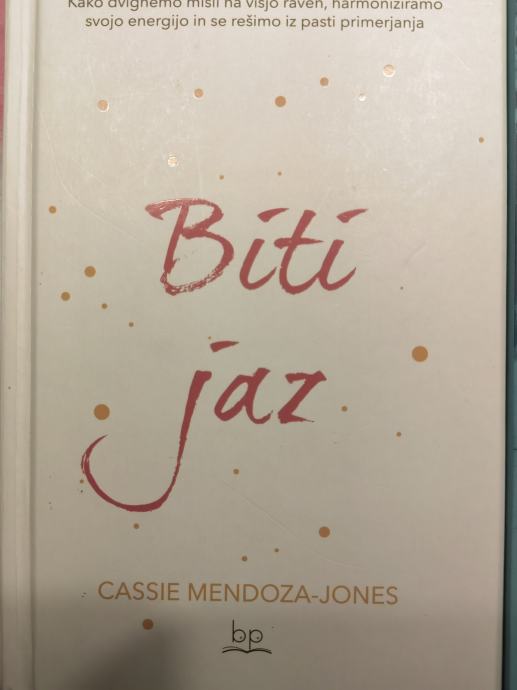 Kako dvignemo misli na višjo raven, harmoniziramo
svojo energijo in se rešimo iz pasti primerjanja
Biti
jaz
CASSIE MENDOZA-JONES
bp